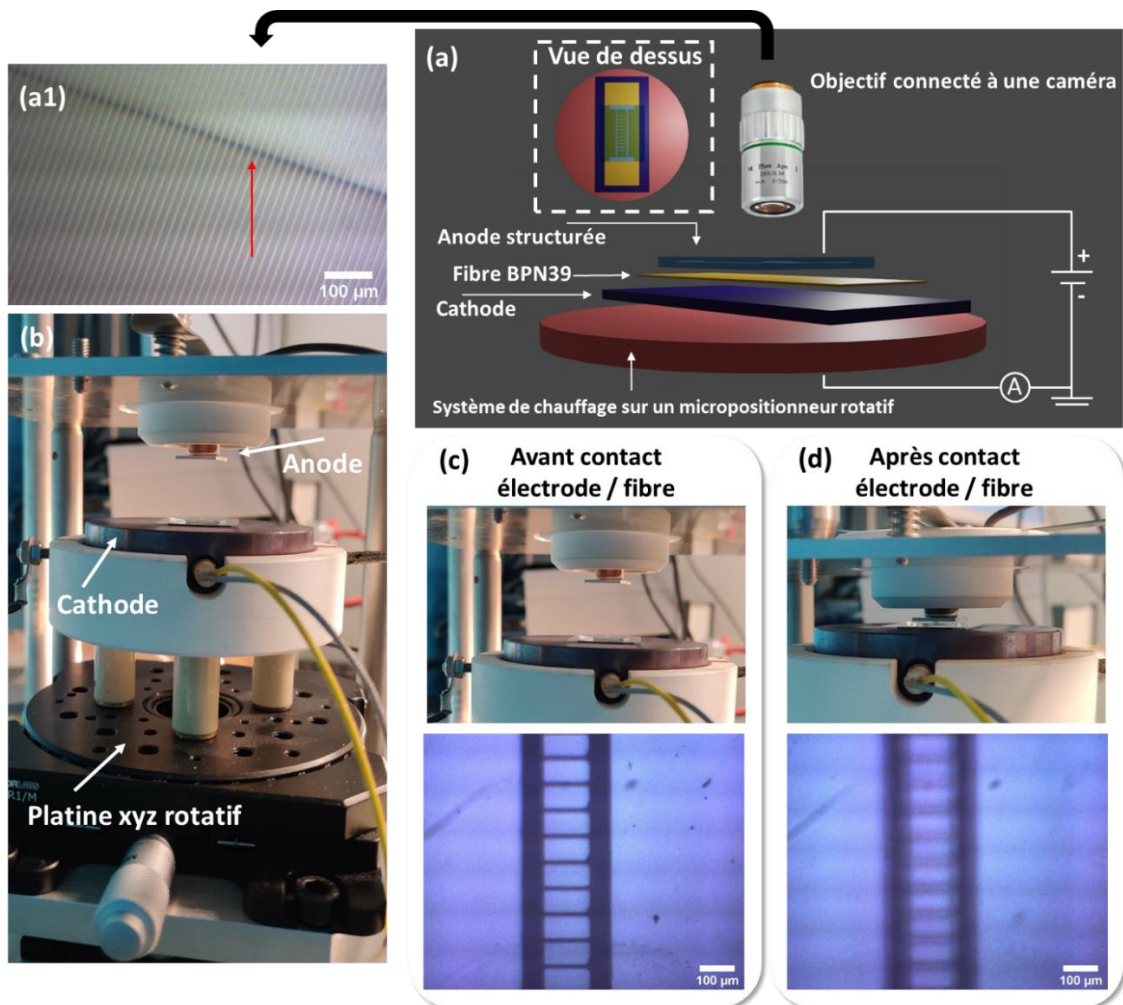 (a)
Vue de dessus
Objectif connecté à une caméra
Anode structurée
Fibre BPN39
Cathode
+
-
A
Système de chauffage sur un micropositionneur rotatif
(a1)
100 µm
(b)
Anode
Cathode
Platine xyz rotatif
R1/M
(c)
Avant contact
électrode / fibre
100 µm
(d)
Après contact
électrode / fibre
100 µm